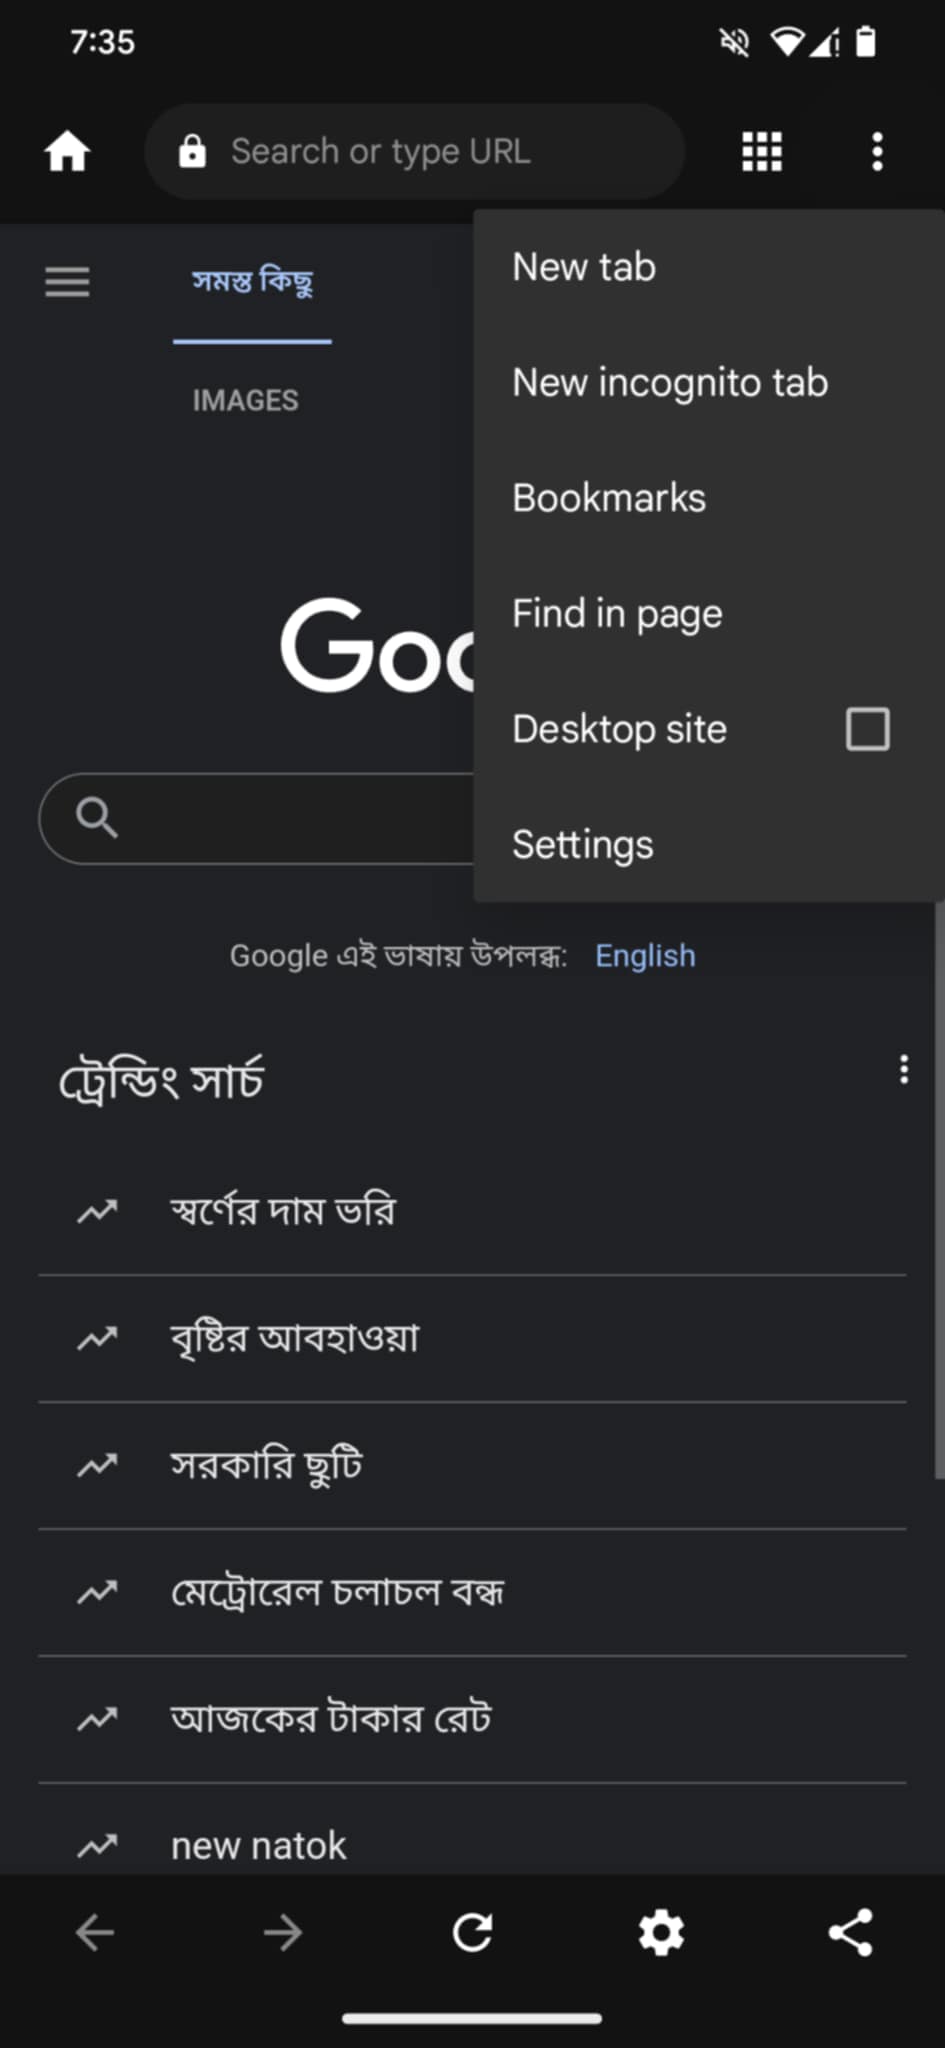 7:35
Search or type URL
New tab
New incognito tab
Bookmarks
Find in page
Desktop site
Settings
সমস্ত কিছু
IMAGES
Google এই ভাষায় উপলব্ধ: English
ট্রেন্ডিং সার্চ
স্বর্ণের দাম ভরি
বৃষ্টির আবহাওয়া
সরকারি ছুটি
মেট্রোরেল চলাচল বন্ধ
আজকের টাকার রেট
new natok